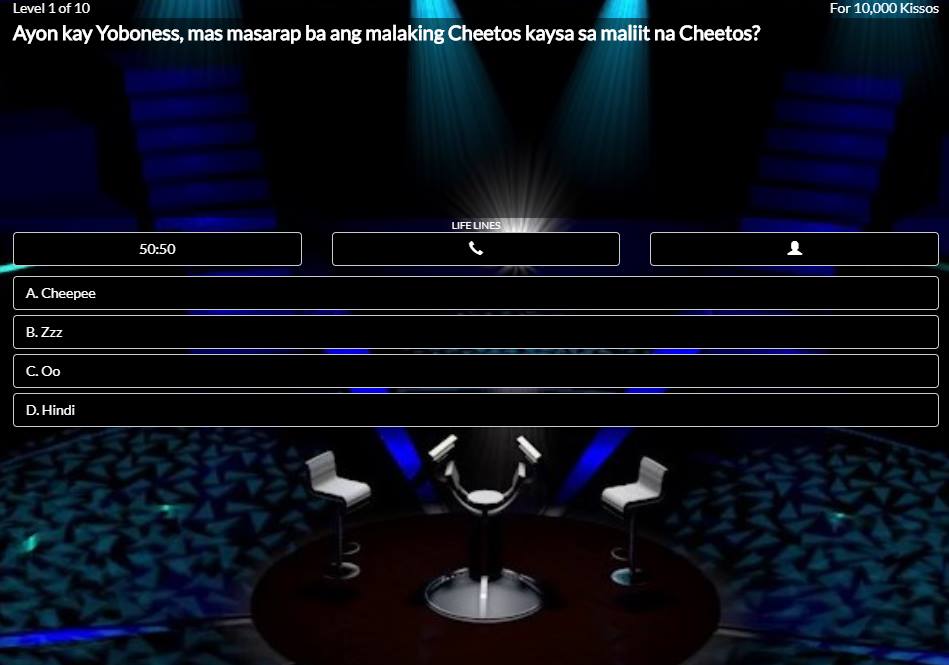 Level 1 of 10
For 10,000 Kissos
Ayon kay Yoboness, mas masarap ba ang malaking Cheetos kaysa sa maliit na Cheetos?
LIFE LINES
50:50
A. Cheepee
B. Zzz
C. Oo
D. Hindi